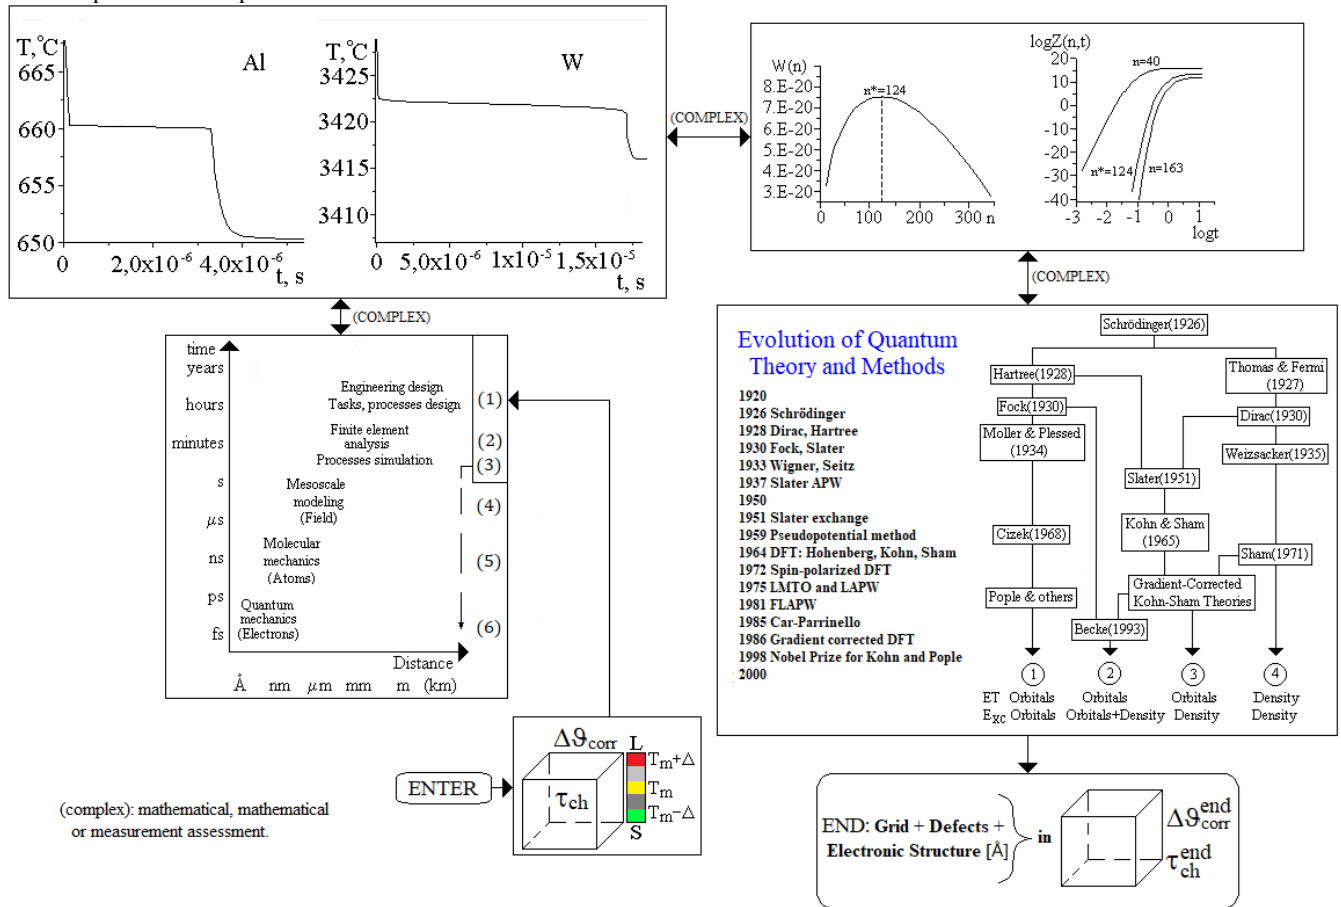 T,°C
Al
665
660
655
650
0
2,0x10-6
4,0x10-6
t, s
T,°C
W
3425
3420
3415
3410
0
5,0x10-6
1x10-5
1,5x10-5
t, s
(COMPLEX)
W(n)
8.E-20
7.E-20
6.E-20
5.E-20
4.E-20
3.E-20
n*=124
0
100
200
300 n
logZ(n,t)
20
10
0
-10
-20
-30
-40
n=40
n*=124
n=163
-3
-2
-1
0
1
logt
(COMPLEX)
(COMPLEX)
time
years
hours
minutes
s
μs
ns
ps
fs
Engineering design
Tasks, processes design
(1)
Finite element
analysis
(2)
Processes simulation
(3)
Mesoscale
modeling
(Field)
(4)
Molecular
mechanics
(Atoms)
(5)
Quantum
mechanics
(Electrons)
(6)
Distance
Å nm μm mm m (km)
Evolution of Quantum
Theory and Methods
1920
1926 Schrödinger
1928 Dirac, Hartree
1930 Fock, Slater
1933 Wigner, Seitz
1937 Slater APW
1950
1951 Slater exchange
1959 Pseudopotential method
1964 DFT: Hohenberg, Kohn, Sham
1972 Spin-polarized DFT
1975 LMTO and LAPW
1981 FLAPW
1985 Car-Parrinello
1986 Gradient corrected DFT
1998 Nobel Prize for Kohn and Pople
2000
Schrödinger(1926)
Hartree(1928)
Thomas & Fermi
(1927)
Fock(1930)
Dirac(1930)
Moller & Plessed
(1934)
Weizsacker(1935)
Slater(1951)
Kohn & Sham
(1965)
Cizek(1968)
Sham(1971)
Gradient-Corrected
Kohn-Sham Theories
Pople & others
Becke(1993)
1 2 3 4
ET Orbitals Orbitals Orbitals Density
EXC Orbitals Orbitals+Density Density Density
ENTER
Δϑcorr
τch
L
Tm+Δ
Tm
Tm−Δ
S
(complex): mathematical, mathematical
or measurement assessment.
END: Grid + Defects +
Electronic Structure [Å]
in
Δϑcorr end
τch end